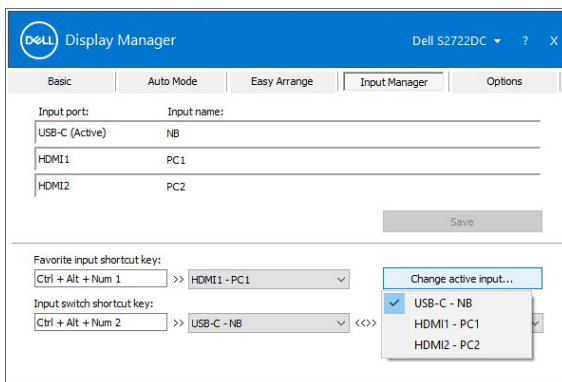 DELL Display Manager Dell S2722DC ? X
Basic Auto Mode Easy Arrange Input Manager Options
Input port: Input name:
USB-C (Active) NB
HDMI1 PC1
HDMI2 PC2
Save
Favorite input shortcut key:
Ctrl + Alt + Num 1 >> HDMI1 - PC1 Change active input...
Input switch shortcut key:
Ctrl + Alt + Num 2 >> USB-C - NB <<>>
USB-C - NB
HDMI1 - PC1
HDMI2 - PC2